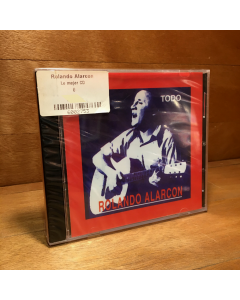 Rolando Alarcon
lo mejor CD
TODO
ROLANDO ALARCON